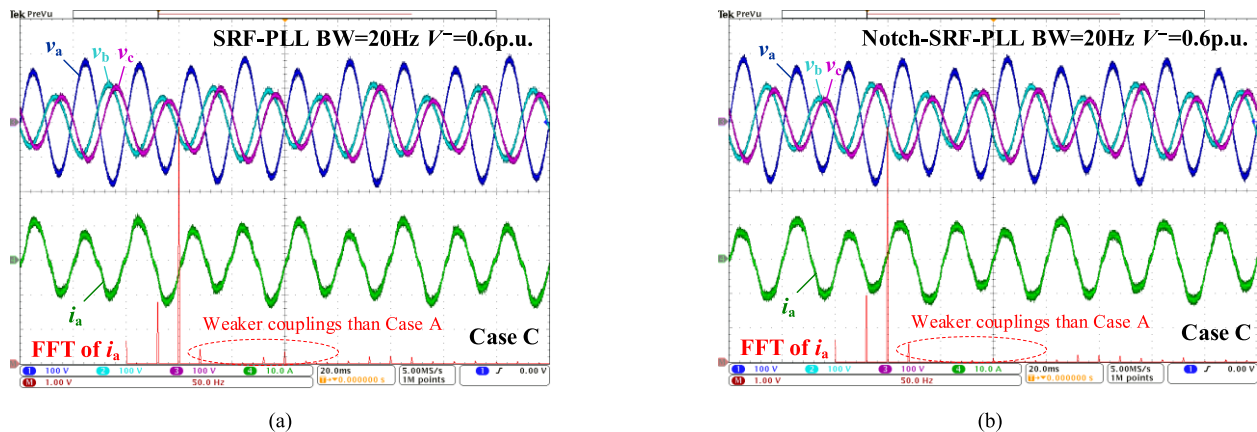 Tek PreVu
SRF-PLL BW=20Hz V⁻=0.6p.u.
va
vb vc
ia
Weaker couplings than Case A
Case C
FFT of ia
1 100 V 2 100 V 3 100 V 4 10.0 A
M 1.00 V 50.0 Hz
20.0ms
T→▼0.000000 s
5.00MS/s
1M points
1 ∫ 0.00 V
(a)
Tek PreVu
Notch-SRF-PLL BW=20Hz V⁻=0.6p.u.
va
vb vc
ia
Weaker couplings than Case A
Case C
FFT of ia
1 100 V 2 100 V 3 100 V 4 10.0 A
M 1.00 V 50.0 Hz
20.0ms
T→▼0.000000 s
5.00MS/s
1M points
1 ∫ 0.00 V
(b)